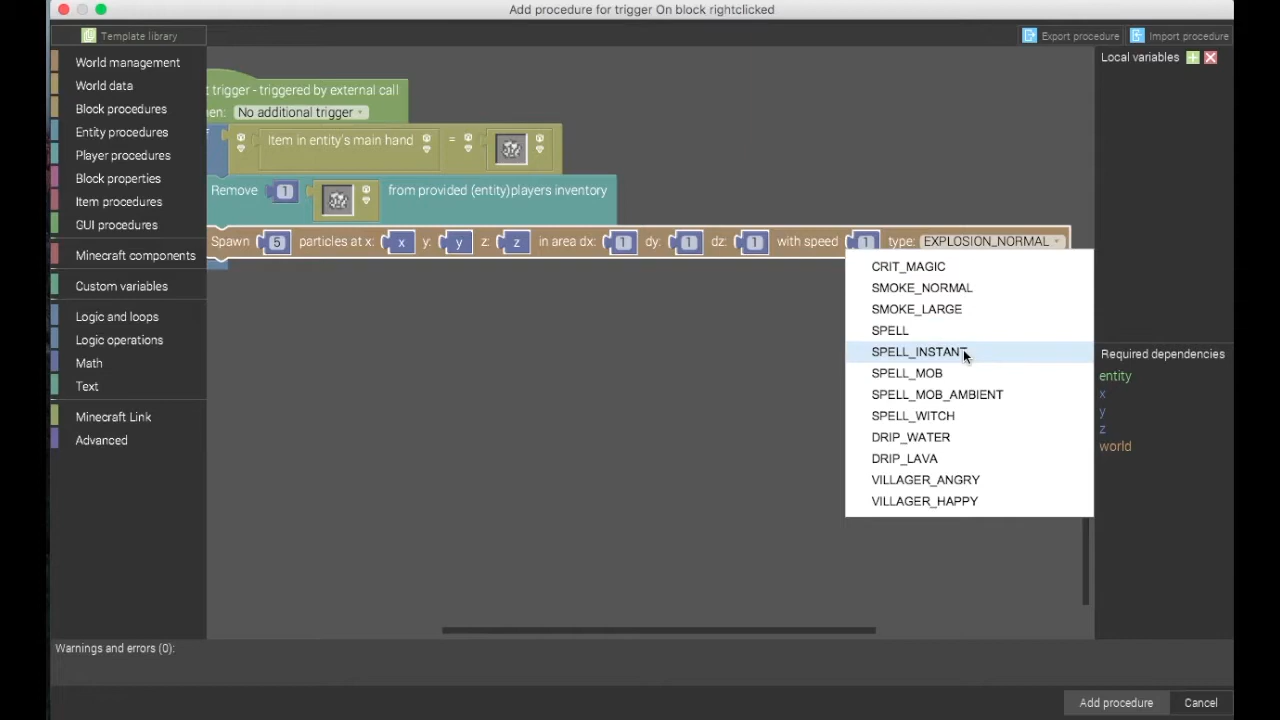 Add procedure for trigger On block rightclicked
Template library
Export procedure
Import procedure
World management
World data
Block procedures
Entity procedures
Player procedures
Block properties
Item procedures
GUI procedures
Minecraft components
Custom variables
Logic and loops
Logic operations
Math
Text
Minecraft Link
Advanced
t trigger - triggered by external call
hen: No additional trigger
f Item in entity's main hand =
Remove 1 from provided (entity)players inventory
Spawn 5 particles at x: x y: y z: z in area dx: 1 dy: 1 dz: 1 with speed 1 type: EXPLOSION_NORMAL
CRIT_MAGIC
SMOKE_NORMAL
SMOKE_LARGE
SPELL
SPELL_INSTANT
SPELL_MOB
SPELL_MOB_AMBIENT
SPELL_WITCH
DRIP_WATER
DRIP_LAVA
VILLAGER_ANGRY
VILLAGER_HAPPY
Local variables
Required dependencies
entity
x
y
z
world
Warnings and errors (0):
Add procedure
Cancel